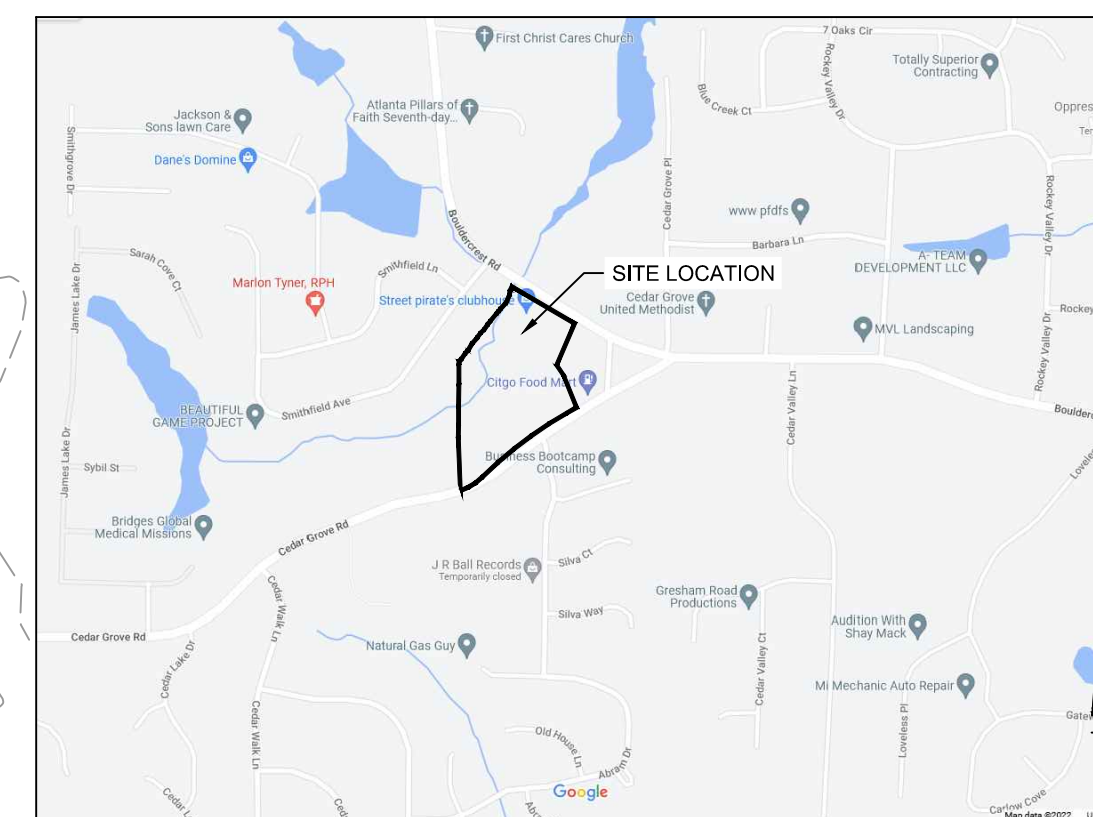 7 Oaks Cir
First Christ Cares Church
Totally Superior
Contracting
Rockey Valley Dr
Blue Creek Ct
Atlanta Pillars of
Faith Seventh-day...
Jackson &
Sons lawn Care
Smithgrove Dr
Dane's Domine
Cedar Grove Pl
www pfdfs
Rockey Valley Dr
Bouldercrest Rd
Barbara Ln
A- TEAM
DEVELOPMENT LLC
Sarah Cove Ct
Smithfield Ln
James Lake Dr
Marlon Tyner, RPH
SITE LOCATION
Street pirate's clubhouse
Cedar Grove
United Methodist
Rockey
MVL Landscaping
Rockey Valley Dr
Citgo Food Mart
Cedar Valley Ln
BEAUTIFUL
GAME PROJECT
Smithfield Ave
James Lake Dr
Sybil St
Business Bootcamp
Consulting
Bridges Global
Medical Missions
Cedar Grove Rd
J R Ball Records
Temporarily closed
Silva Ct
Cedar Walk Ln
Silva Way
Gresham Road
Productions
Audition With
Shay Mack
Cedar Grove Rd
Natural Gas Guy
Cedar Lake Dr
Cedar Valley Ct
Mi Mechanic Auto Repair
Loveless Pl
Cedar Walk Ln
Old House Ln
Abram Dr
Google
Carlow Cove
Map data ©2022